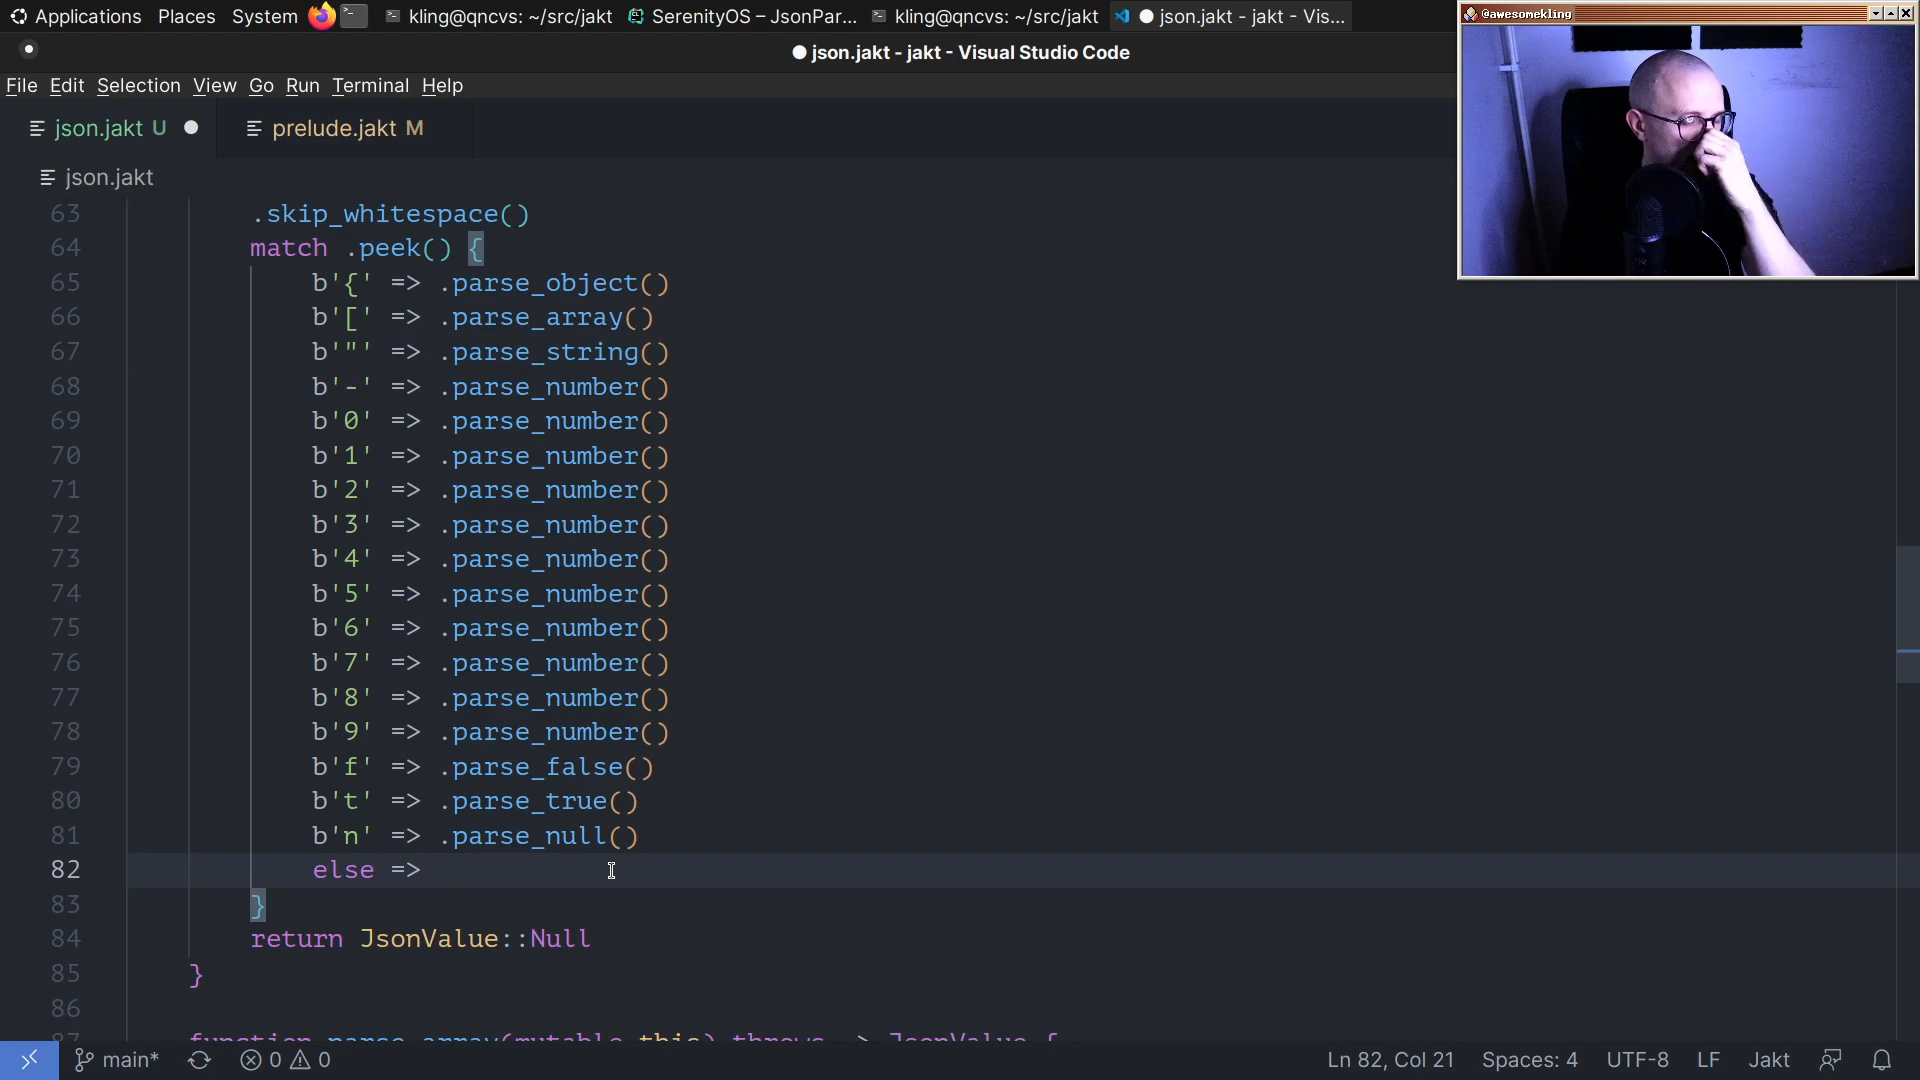 Applications Places System kling@qncvs: ~/src/jakt SerenityOS – JsonPar... kling@qncvs: ~/src/jakt json.jakt - jakt - Vis...
@awesomekling
json.jakt - jakt - Visual Studio Code
File Edit Selection View Go Run Terminal Help
json.jakt U prelude.jakt M
json.jakt
63 .skip_whitespace()
64 match .peek() {
65 b'{' => .parse_object()
66 b'[' => .parse_array()
67 b'"' => .parse_string()
68 b'-' => .parse_number()
69 b'0' => .parse_number()
70 b'1' => .parse_number()
71 b'2' => .parse_number()
72 b'3' => .parse_number()
73 b'4' => .parse_number()
74 b'5' => .parse_number()
75 b'6' => .parse_number()
76 b'7' => .parse_number()
77 b'8' => .parse_number()
78 b'9' => .parse_number()
79 b'f' => .parse_false()
80 b't' => .parse_true()
81 b'n' => .parse_null()
82 else =>
83 }
84 return JsonValue::Null
85 }
86
87 function parse_array(mutable this) throws -> JsonValue {
main* 0 0 Ln 82, Col 21 Spaces: 4 UTF-8 LF Jakt